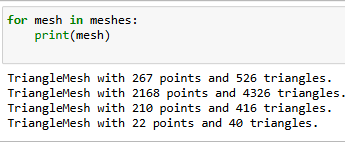 for mesh in meshes:
    print(mesh)
TriangleMesh with 267 points and 526 triangles.
TriangleMesh with 2168 points and 4326 triangles.
TriangleMesh with 210 points and 416 triangles.
TriangleMesh with 22 points and 40 triangles.